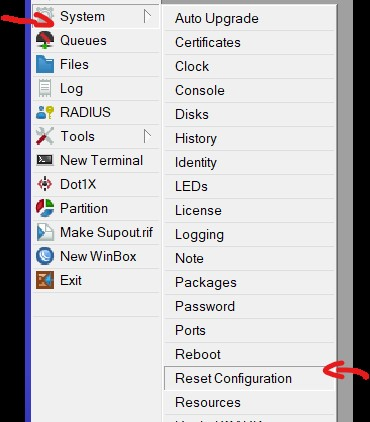 System
Queues
Files
Log
RADIUS
Tools
New Terminal
Dot1X
Partition
Make Supout.rif
New WinBox
Exit
Auto Upgrade
Certificates
Clock
Console
Disks
History
Identity
LEDs
License
Logging
Note
Packages
Password
Ports
Reboot
Reset Configuration
Resources